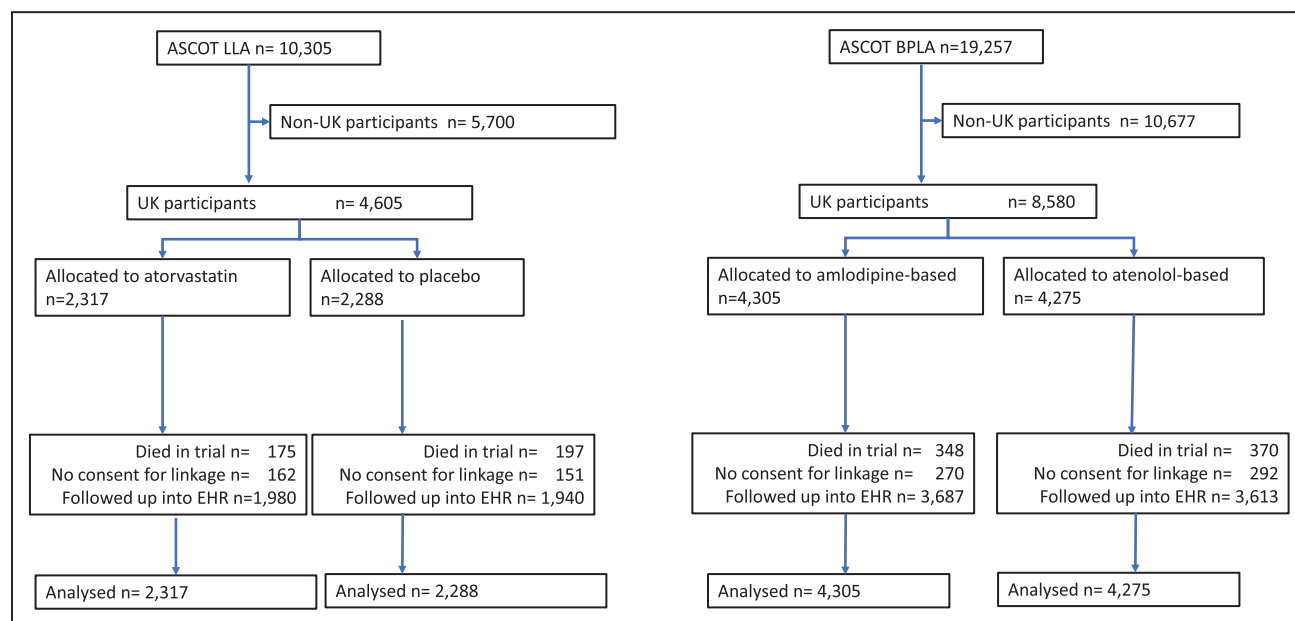 ASCOT LLA n= 10,305
Non-UK participants n= 5,700
UK participants n= 4,605
Allocated to atorvastatin
n=2,317
Allocated to placebo
n=2,288
Died in trial n= 175
No consent for linkage n= 162
Followed up into EHR n=1,980
Died in trial n= 197
No consent for linkage n= 151
Followed up into EHR n= 1,940
Analysed n= 2,317
Analysed n= 2,288
ASCOT BPLA n=19,257
Non-UK participants n= 10,677
UK participants n= 8,580
Allocated to amlodipine-based
n=4,305
Allocated to atenolol-based
n= 4,275
Died in trial n= 348
No consent for linkage n= 270
Followed up into EHR n= 3,687
Died in trial n= 370
No consent for linkage n= 292
Followed up into EHR n= 3,613
Analysed n= 4,305
Analysed n= 4,275